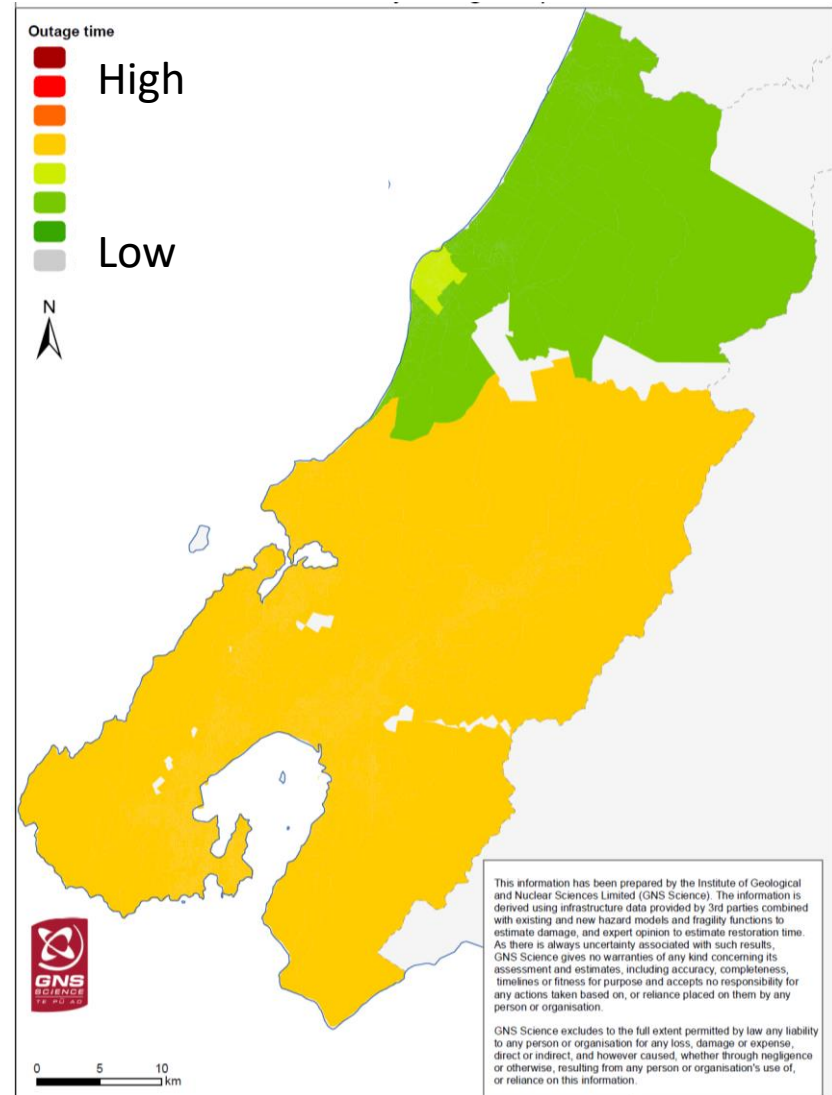 Outage time
High
Low
N
This information has been prepared by the Institute of Geological
and Nuclear Sciences Limited (GNS Science). The information is
derived using infrastructure data provided by 3rd parties combined
with existing and new hazard models and fragility functions to
estimate damage, and expert opinion to estimate restoration time.
As there is always uncertainty associated with such results,
GNS Science gives no warranties of any kind concerning its
assessment and estimates, including accuracy, completeness,
timelines or fitness for purpose and accepts no responsibility for
any actions taken based on, or reliance placed on them by any
person or organisation.
GNS Science excludes to the full extent permitted by law any liability
to any person or organisation for any loss, damage or expense,
direct or indirect, and however caused, whether through negligence
or otherwise, resulting from any person or organisation's use of,
or reliance on this information.
GNS
SCIENCE
TE PŪ AO
0 5 10
km